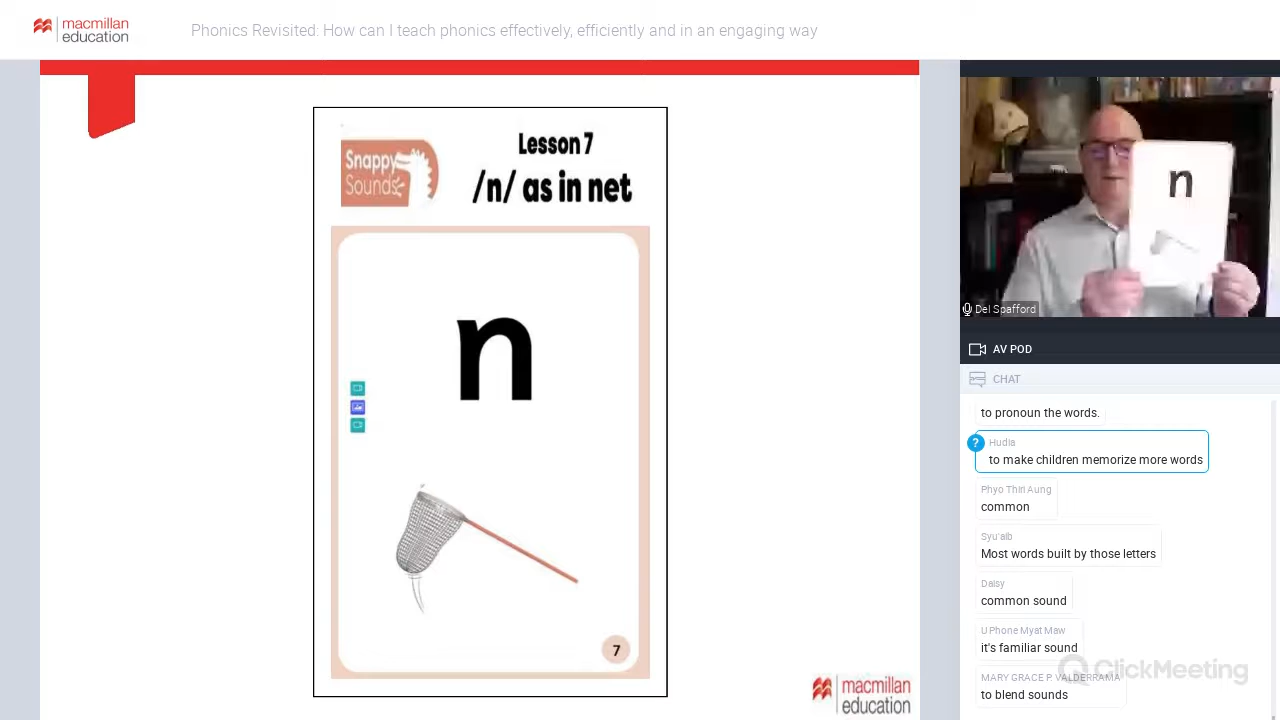 macmillan
education
Phonics Revisited: How can I teach phonics effectively, efficiently and in an engaging way
Snappy
Sounds
Lesson 7
/n/ as in net
n
7
macmillan
education
n
Del Spafford
AV POD
CHAT
to pronoun the words.
?
Hudia
to make children memorize more words
Phyo Thiri Aung
common
Syu'aib
Most words built by those letters
Daisy
common sound
U Phone Myat Maw
it's familiar sound
MARY GRACE P. VALDERRAMA
to blend sounds
ClickMeeting